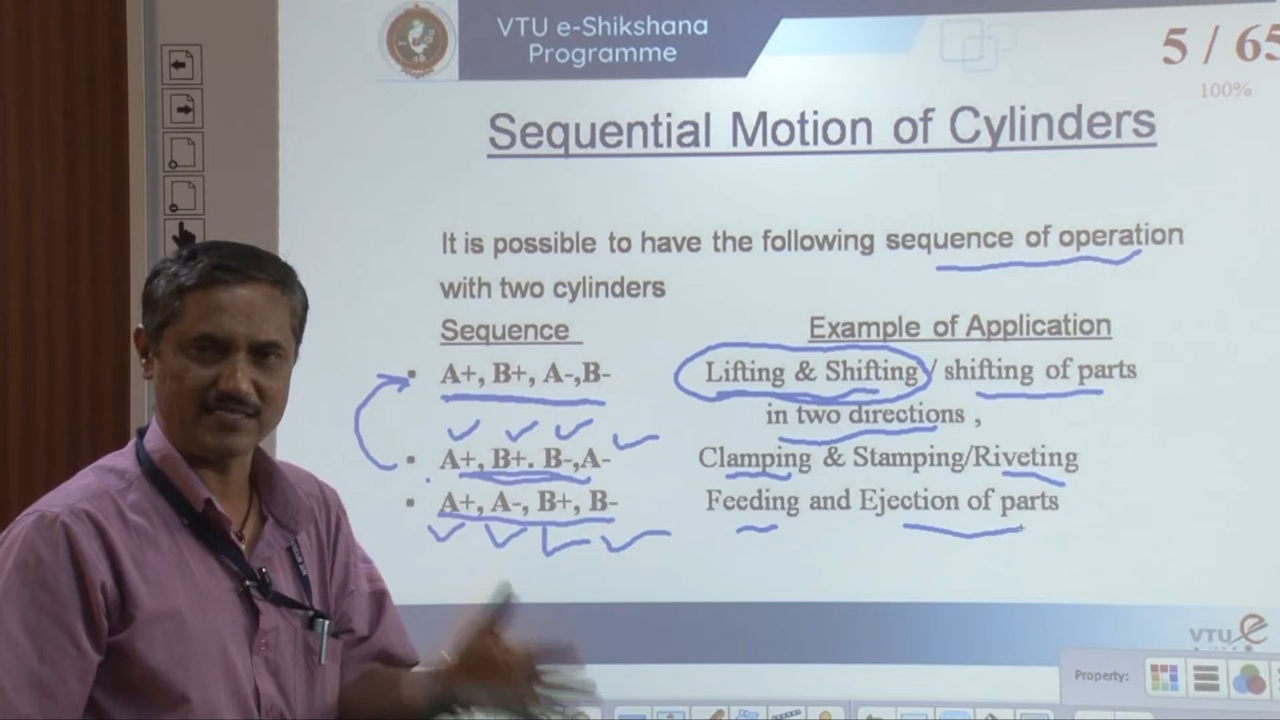 VTU e-Shikshana
Programme
5 / 65
100%
Sequential Motion of Cylinders
It is possible to have the following sequence of operation
with two cylinders
Sequence
Example of Application
• A+, B+, A-,B-
Lifting & Shifting / shifting of parts
in two directions ,
• A+, B+. B-,A-
Clamping & Stamping/Riveting
• A+, A-, B+, B-
Feeding and Ejection of parts
VTU e
Property: